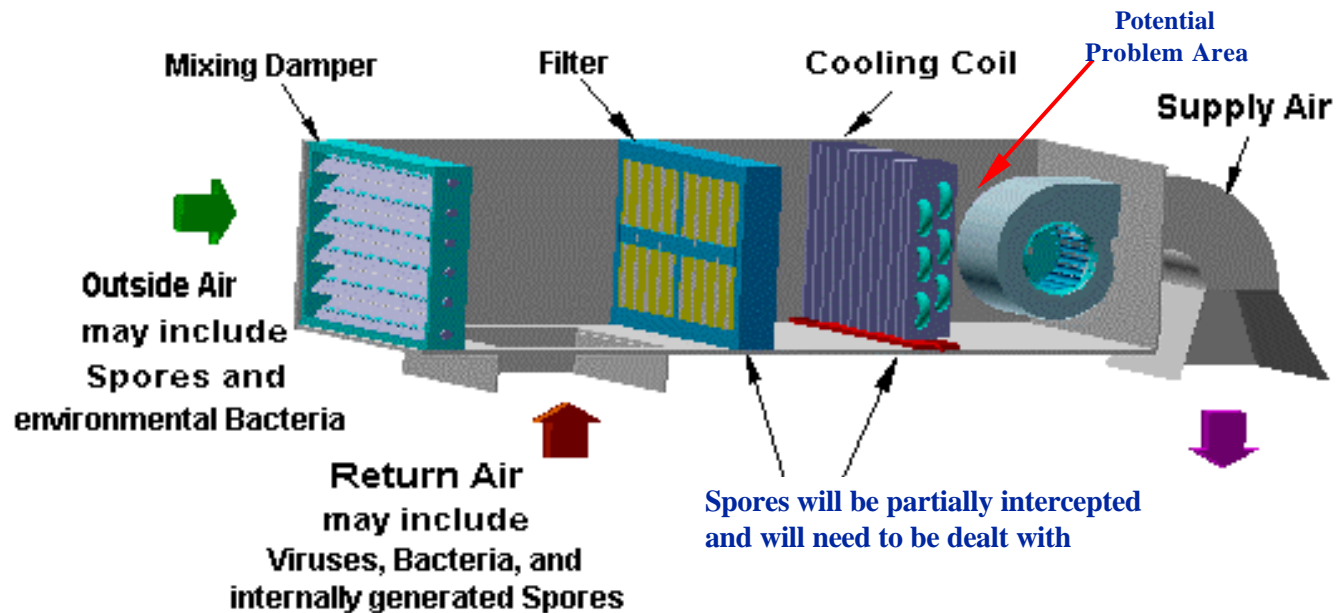 Potential
Problem Area
Mixing Damper
Filter
Cooling Coil
Supply Air
Outside Air
may include
Spores and
environmental Bacteria
Return Air
may include
Viruses, Bacteria, and
internally generated Spores
Spores will be partially intercepted
and will need to be dealt with